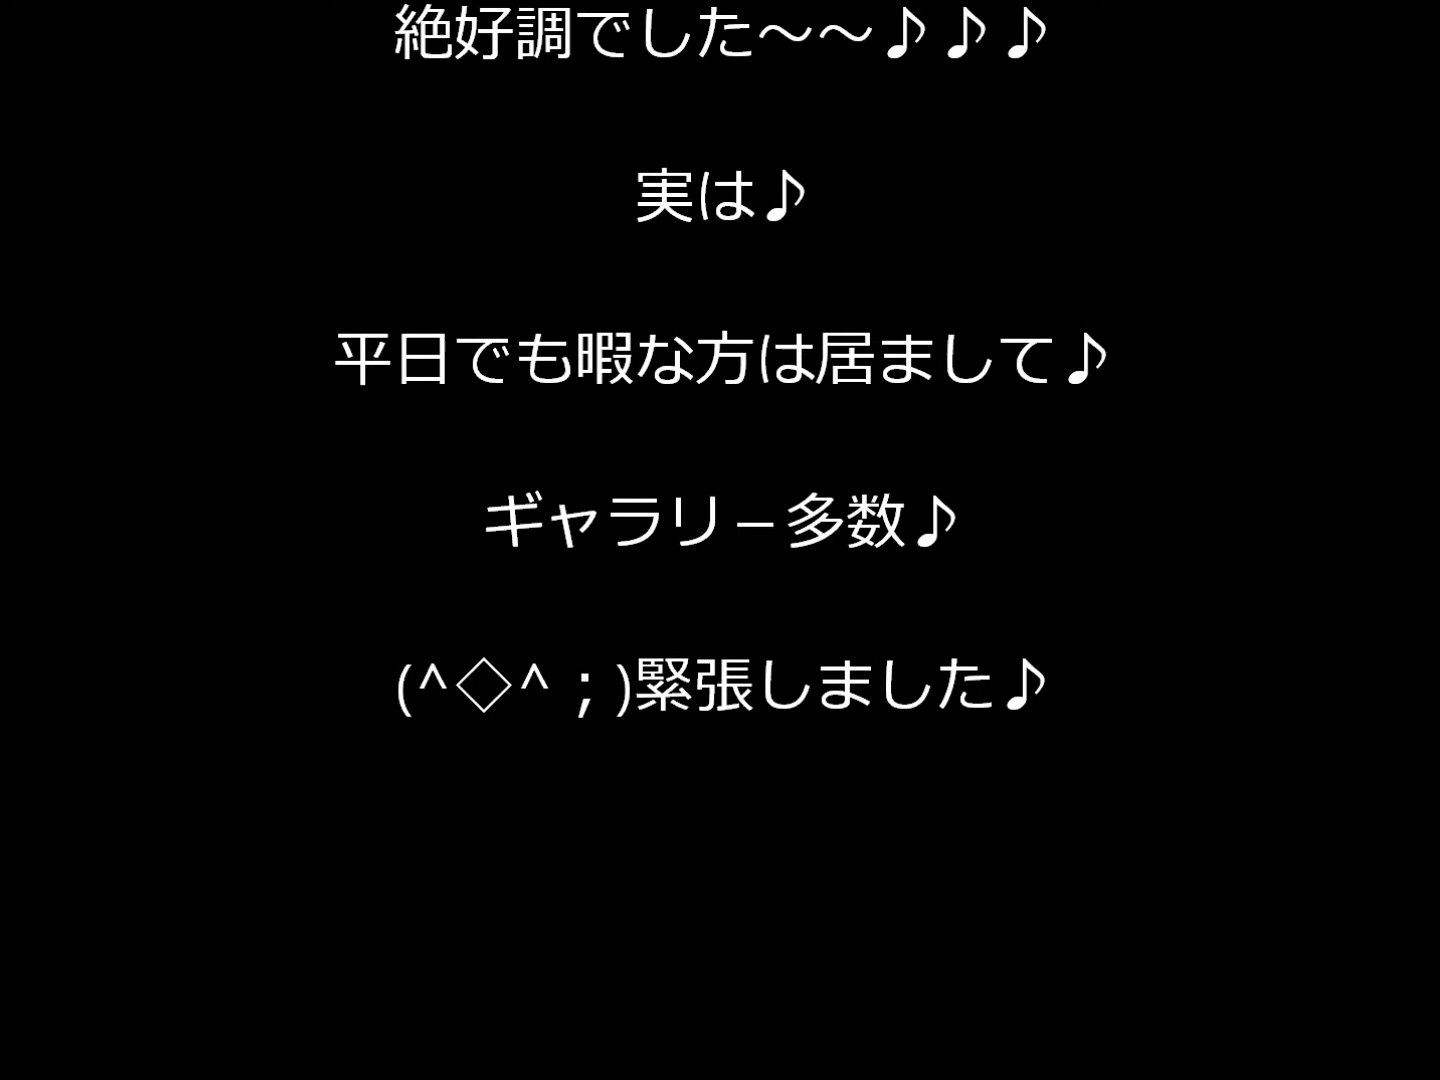 絶好調でした～～♪♪♪
実は♪
平日でも暇な方は居まして♪
ギャラリ−多数♪
(^◇^；)緊張しました♪